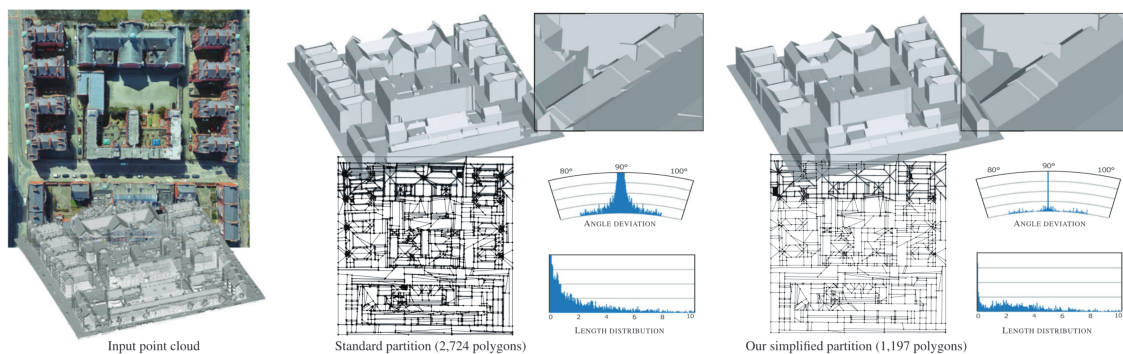 80° 90° 100°
ANGLE DEVIATION
0 2 4 6 8 10
LENGTH DISTRIBUTION
80° 90° 100°
ANGLE DEVIATION
0 2 4 6 8 10
LENGTH DISTRIBUTION
Input point cloud
Standard partition (2,724 polygons)
Our simplified partition (1,197 polygons)